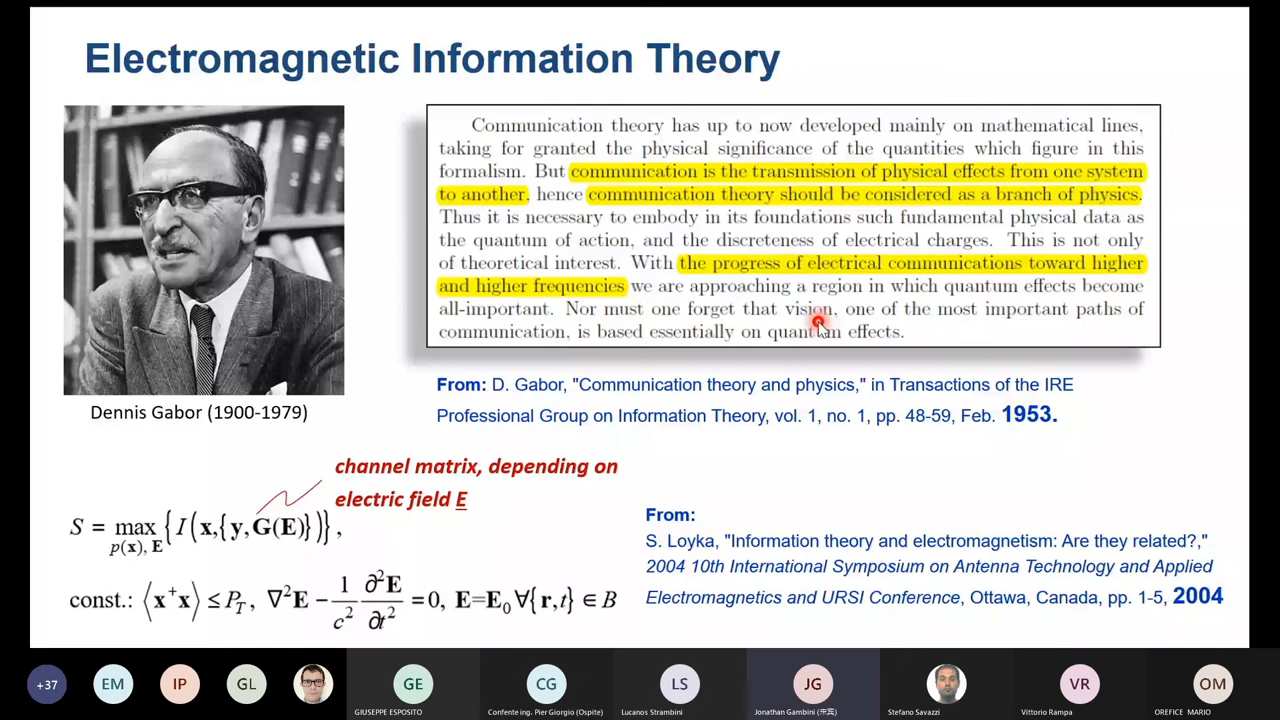 Electromagnetic Information Theory
Communication theory has up to now developed mainly on mathematical lines,
taking for granted the physical significance of the quantities which figure in this
formalism. But communication is the transmission of physical effects from one system
to another, hence communication theory should be considered as a branch of physics.
Thus it is necessary to embody in its foundations such fundamental physical data as
the quantum of action, and the discreteness of electrical charges. This is not only
of theoretical interest. With the progress of electrical communications toward higher
and higher frequencies we are approaching a region in which quantum effects become
all-important. Nor must one forget that vision, one of the most important paths of
communication, is based essentially on quantum effects.
Dennis Gabor (1900-1979)
From: D. Gabor, "Communication theory and physics," in Transactions of the IRE
Professional Group on Information Theory, vol. 1, no. 1, pp. 48-59, Feb. 1953.
channel matrix, depending on
electric field E
S = max_{p(x), E} {I(x,{y,G(E)})},
const.: ⟨x⁺x⟩ ≤ P_T, ∇²E − 1/c² ∂²E/∂t² = 0, E=E₀ ∀{r,t} ∈ B
From:
S. Loyka, "Information theory and electromagnetism: Are they related?,"
2004 10th International Symposium on Antenna Technology and Applied
Electromagnetics and URSI Conference, Ottawa, Canada, pp. 1-5, 2004
+37
EM
IP
GL
GE
CG
LS
JG
VR
OM
GIUSEPPE ESPOSITO
Confente ing. Pier Giorgio (Ospite)
Lucanos Strambini
Jonathan Gambini (宋宾)
Stefano Savazzi
Vittorio Rampa
OREFICE MARIO